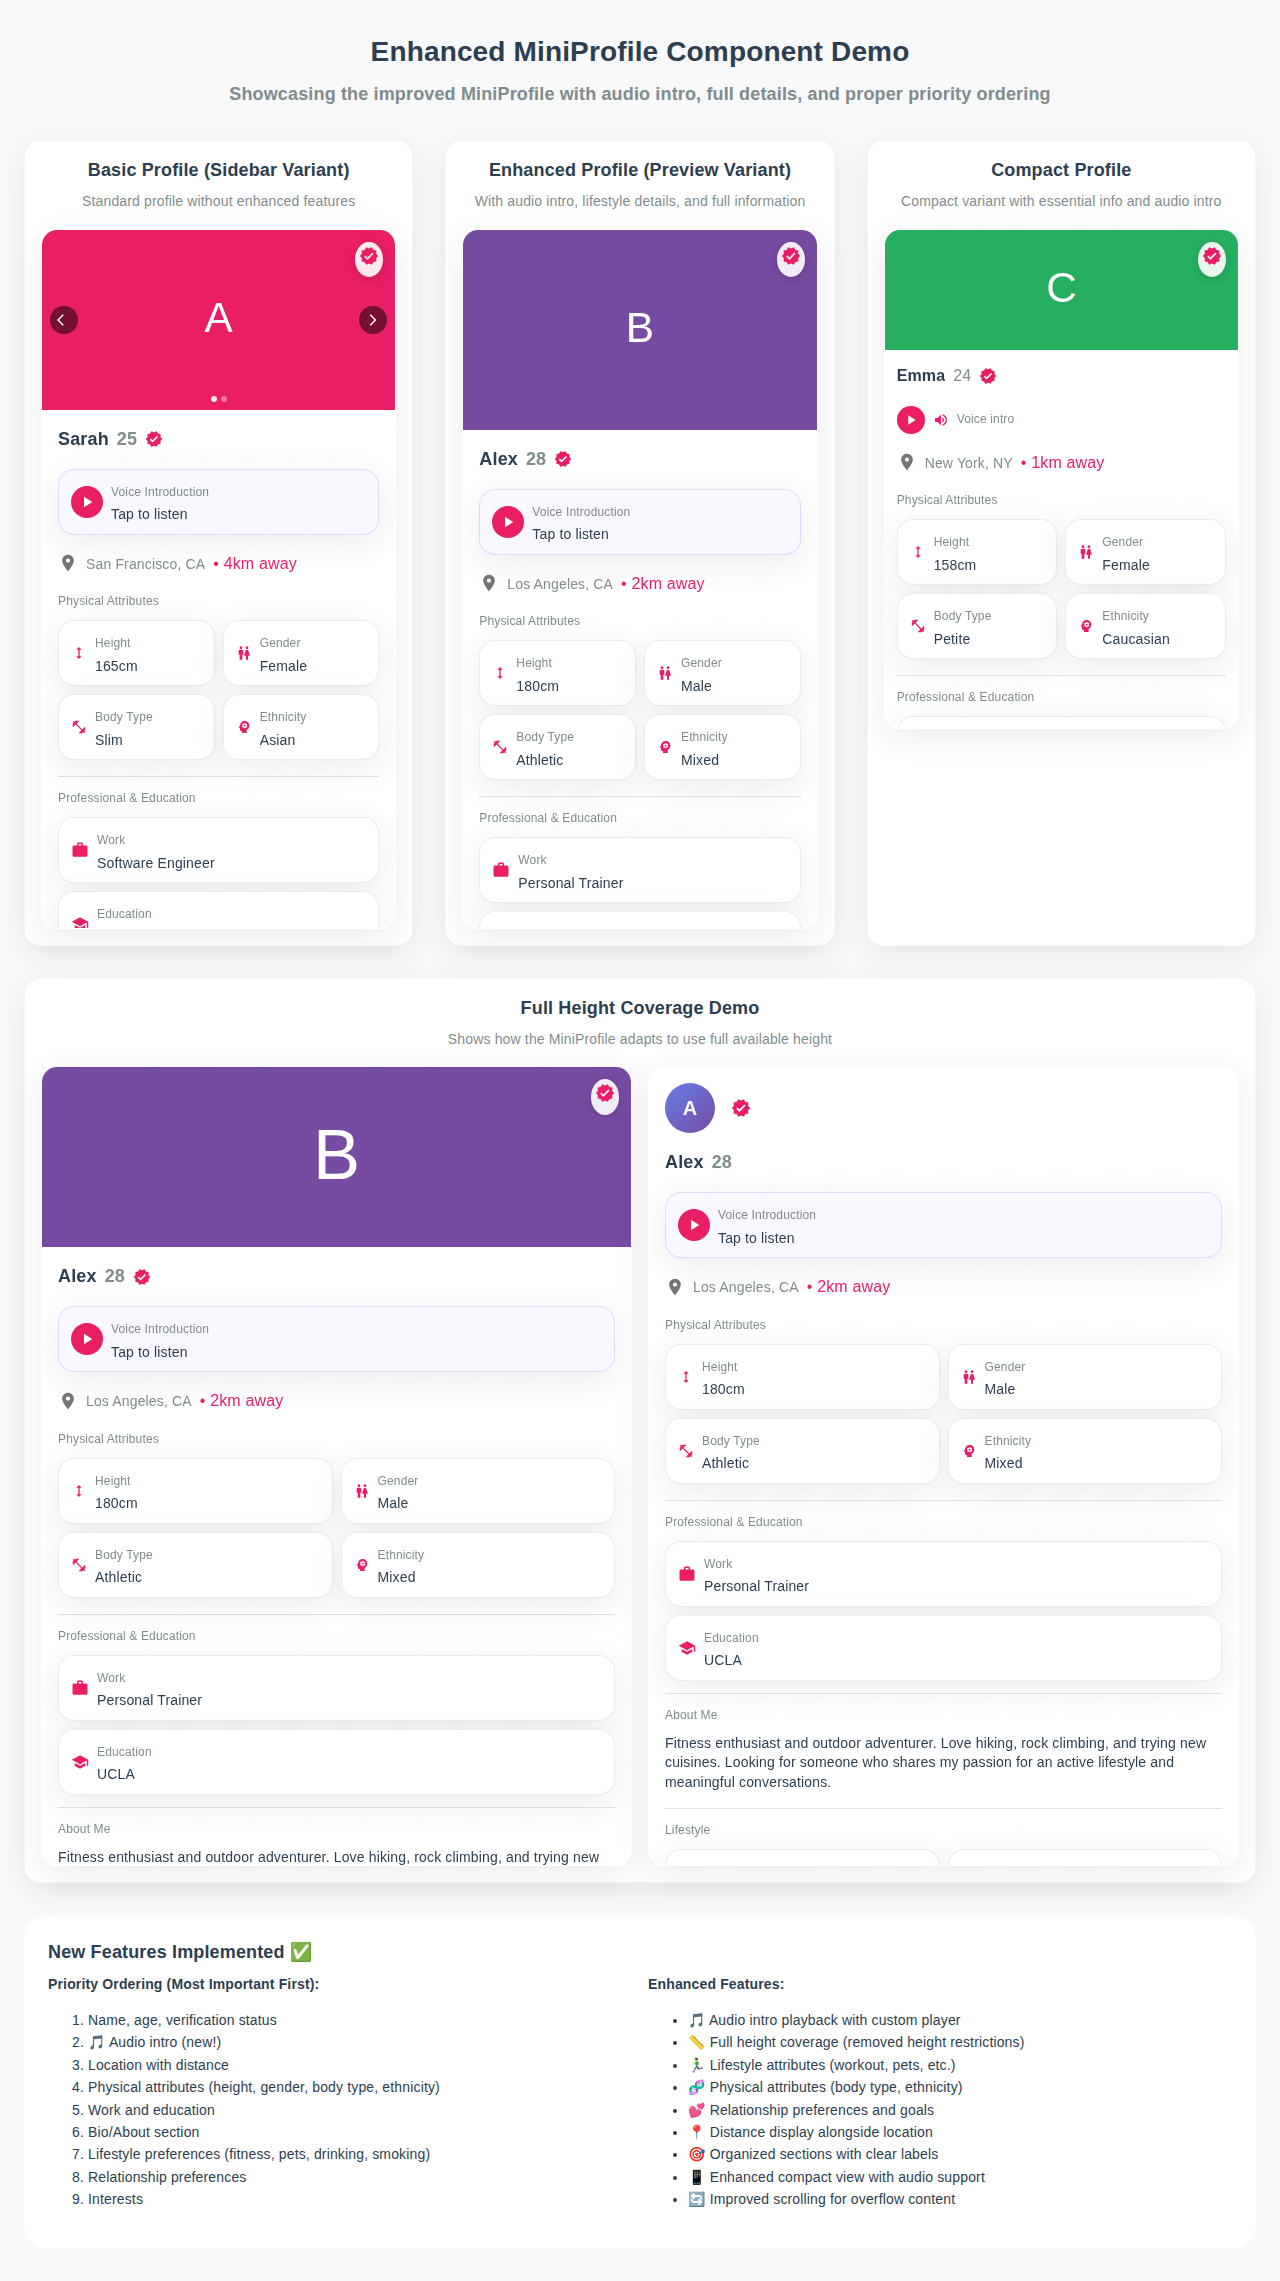 Enhanced MiniProfile Component Demo
Showcasing the improved MiniProfile with audio intro, full details, and proper priority ordering
Basic Profile (Sidebar Variant)
Standard profile without enhanced features
A
Sarah 25
Voice Introduction
Tap to listen
San Francisco, CA • 4km away
Physical Attributes
Height
165cm
Gender
Female
Body Type
Slim
Ethnicity
Asian
Professional & Education
Work
Software Engineer
Education
Enhanced Profile (Preview Variant)
With audio intro, lifestyle details, and full information
B
Alex 28
Voice Introduction
Tap to listen
Los Angeles, CA • 2km away
Physical Attributes
Height
180cm
Gender
Male
Body Type
Athletic
Ethnicity
Mixed
Professional & Education
Work
Personal Trainer
Compact Profile
Compact variant with essential info and audio intro
C
Emma 24
Voice intro
New York, NY • 1km away
Physical Attributes
Height
158cm
Gender
Female
Body Type
Petite
Ethnicity
Caucasian
Professional & Education
Full Height Coverage Demo
Shows how the MiniProfile adapts to use full available height
B
Alex 28
Voice Introduction
Tap to listen
Los Angeles, CA • 2km away
Physical Attributes
Height
180cm
Gender
Male
Body Type
Athletic
Ethnicity
Mixed
Professional & Education
Work
Personal Trainer
Education
UCLA
About Me
Fitness enthusiast and outdoor adventurer. Love hiking, rock climbing, and trying new
A
Alex 28
Voice Introduction
Tap to listen
Los Angeles, CA • 2km away
Physical Attributes
Height
180cm
Gender
Male
Body Type
Athletic
Ethnicity
Mixed
Professional & Education
Work
Personal Trainer
Education
UCLA
About Me
Fitness enthusiast and outdoor adventurer. Love hiking, rock climbing, and trying new
cuisines. Looking for someone who shares my passion for an active lifestyle and
meaningful conversations.
Lifestyle
New Features Implemented ✅
Priority Ordering (Most Important First):
1. Name, age, verification status
2. 🎵 Audio intro (new!)
3. Location with distance
4. Physical attributes (height, gender, body type, ethnicity)
5. Work and education
6. Bio/About section
7. Lifestyle preferences (fitness, pets, drinking, smoking)
8. Relationship preferences
9. Interests
Enhanced Features:
• 🎵 Audio intro playback with custom player
• 📏 Full height coverage (removed height restrictions)
• 🏃‍♂️ Lifestyle attributes (workout, pets, etc.)
• 🧬 Physical attributes (body type, ethnicity)
• 💕 Relationship preferences and goals
• 📍 Distance display alongside location
• 🎯 Organized sections with clear labels
• 📱 Enhanced compact view with audio support
• 🔄 Improved scrolling for overflow content